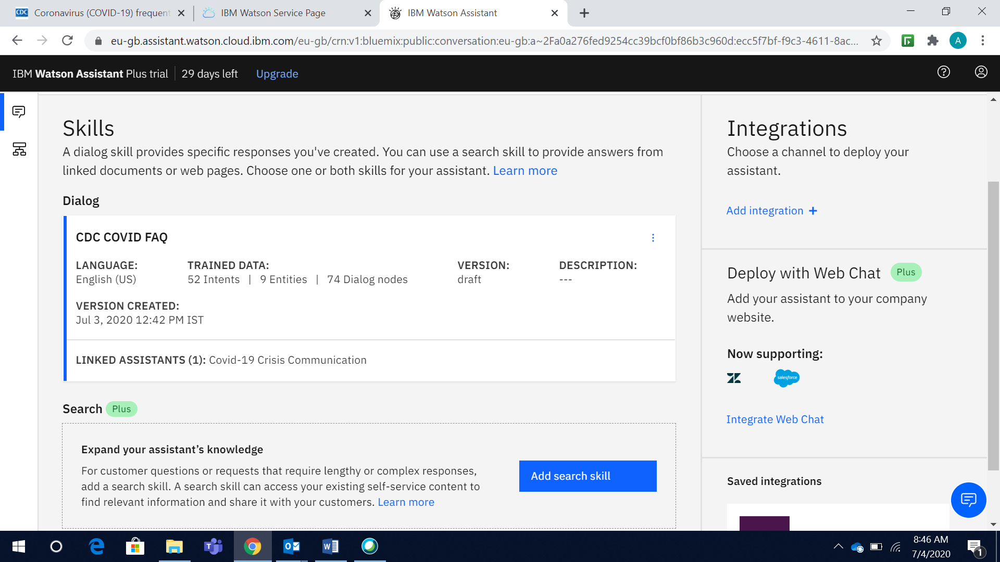 CDC Coronavirus (COVID-19) frequent
IBM Watson Service Page
IBM Watson Assistant
eu-gb.assistant.watson.cloud.ibm.com/eu-gb/crn:v1:bluemix:public:conversation:eu-gb:a~2Fa0a276fed9254cc39bcf0bf86b3c960d:ecc5f7bf-f9c3-4611-8ac...
A
IBM Watson Assistant Plus trial
29 days left
Upgrade
Skills
A dialog skill provides specific responses you've created. You can use a search skill to provide answers from
linked documents or web pages. Choose one or both skills for your assistant. Learn more
Dialog
CDC COVID FAQ
LANGUAGE: TRAINED DATA: VERSION: DESCRIPTION:
English (US) 52 Intents | 9 Entities | 74 Dialog nodes draft ---
VERSION CREATED:
Jul 3, 2020 12:42 PM IST
LINKED ASSISTANTS (1): Covid-19 Crisis Communication
Search Plus
Expand your assistant’s knowledge
For customer questions or requests that require lengthy or complex responses,
add a search skill. A search skill can access your existing self-service content to
find relevant information and share it with your customers. Learn more
Add search skill
Integrations
Choose a channel to deploy your
assistant.
Add integration +
Deploy with Web Chat Plus
Add your assistant to your company
website.
Now supporting:
salesforce
Integrate Web Chat
Saved integrations
8:46 AM
7/4/2020
1